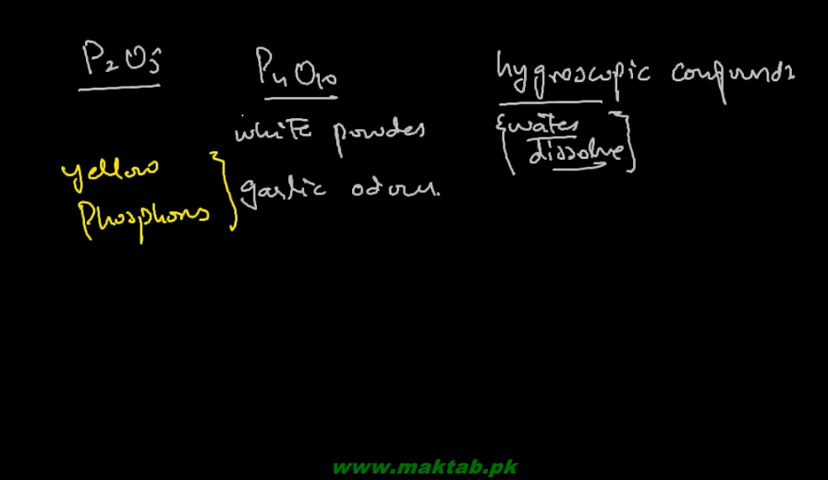 P2O5 P4O10 hygroscopic compounds
white powder {water
yellow garlic odour. dissolve}
Phosphorus
www.maktab.pk